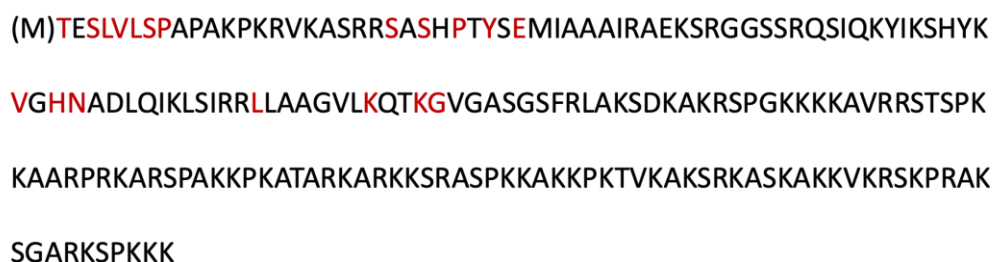 (M)TESLVLSPAPAKPKRVKASRRSASHPTYSEMIAAAIRAEKSRGGSSRQSIQKYIKSHYK
VGHNADLQIKLSIRRLLAAGVLKQTKGVGASGSFRLAKSDKAKRSPGKKKKAVRRSTSPK
KAARPRKARSPAKKPKATARKARKKSRASPKKAKKPKTVKAKSRKASKAKKVKRSKPRAK
SGARKSPKKK